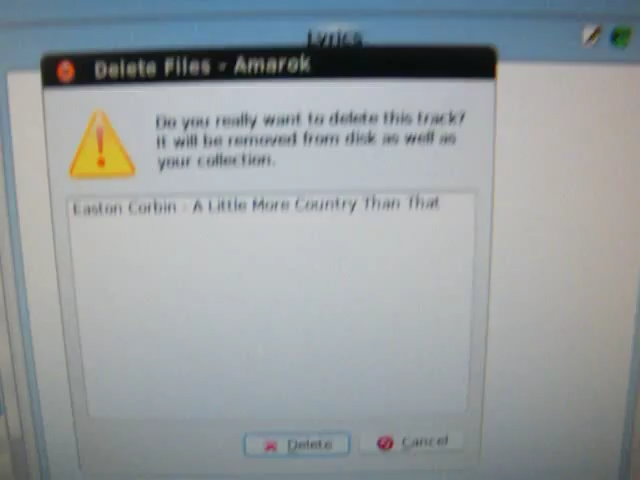 Lyrics
Delete Files - Amarok
Do you really want to delete this track?
It will be removed from disk as well as
your collection.
Easton Corbin - A Little More Country Than That
Delete
Cancel